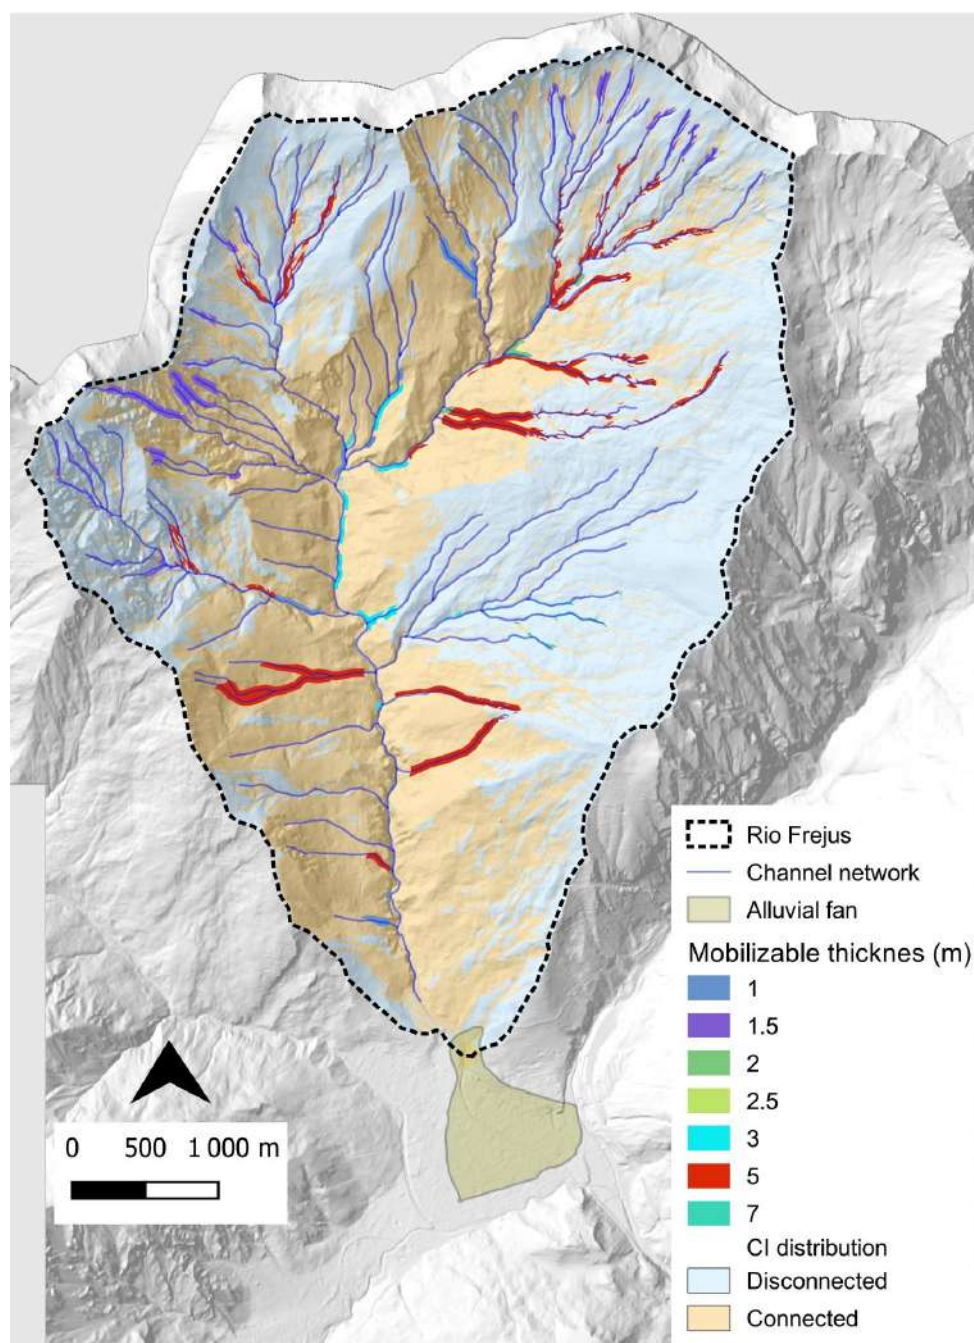 Rio Frejus
Channel network
Alluvial fan
Mobilizable thicknes (m)
1
1.5
2
2.5
3
5
7
CI distribution
Disconnected
Connected
0 500 1 000 m